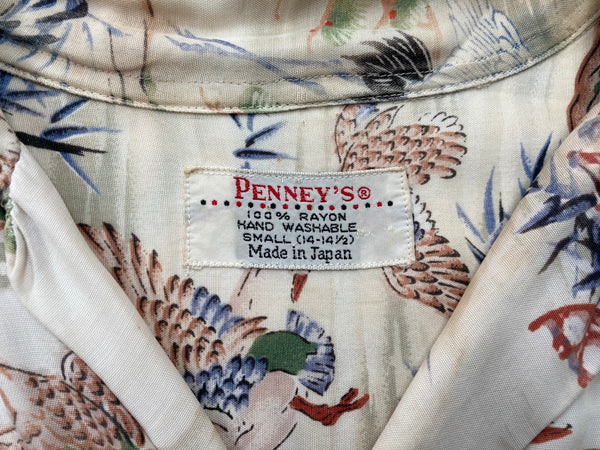 PENNEY'S®
100% RAYON
HAND WASHABLE
SMALL (14-14½)
Made in Japan